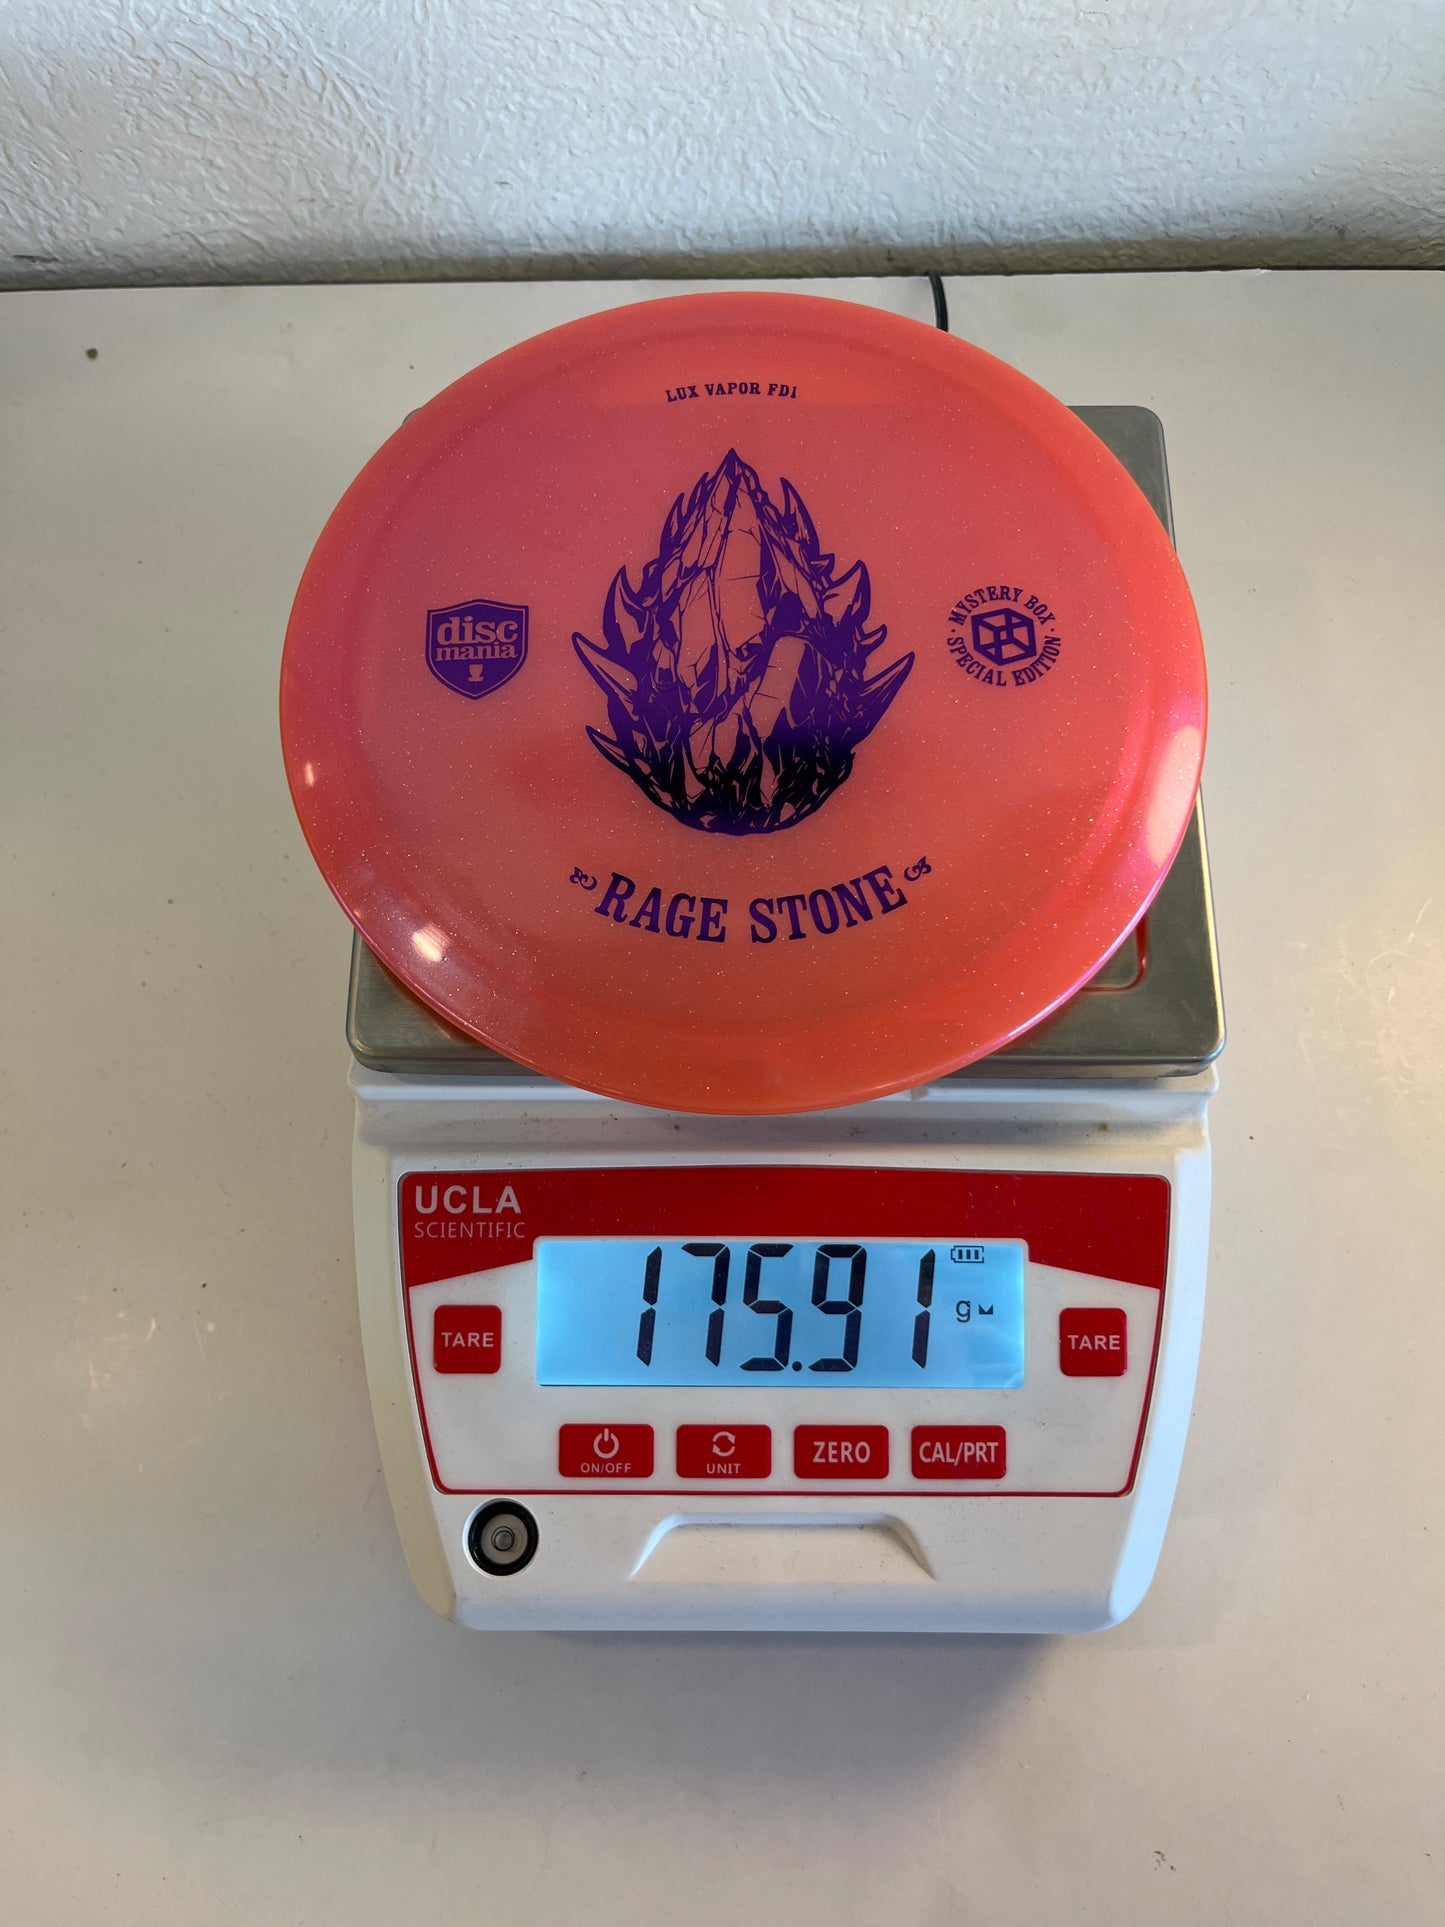 LUX VAPOR FD1
disc
mania
MYSTERY BOX
SPECIAL EDITION
RAGE STONE
UCLA
SCIENTIFIC
175.91
g
TARE
TARE
ON/OFF
UNIT
ZERO
CAL/PRT